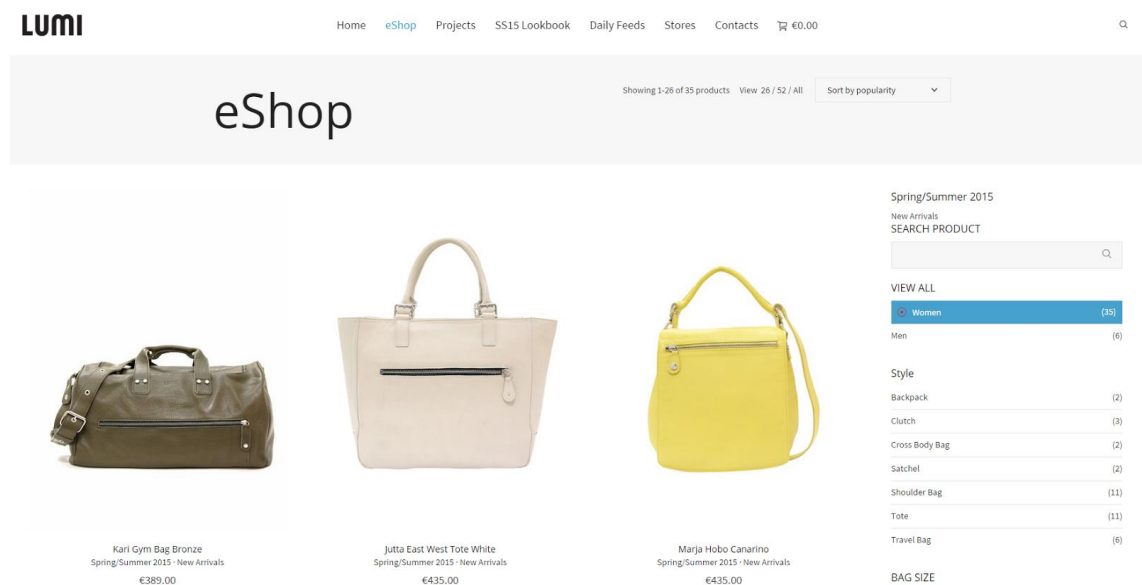 LUMI
Home eShop Projects SS15 Lookbook Daily Feeds Stores Contacts €0.00
eShop
Showing 1-26 of 35 products View 26 / 52 / All Sort by popularity
Spring/Summer 2015
New Arrivals
SEARCH PRODUCT
VIEW ALL
Women (35)
Men (6)
Style
Backpack (2)
Clutch (3)
Cross Body Bag (2)
Satchel (2)
Shoulder Bag (11)
Tote (11)
Travel Bag (6)
BAG SIZE
Kari Gym Bag Bronze
Spring/Summer 2015 · New Arrivals
€389.00
Jutta East West Tote White
Spring/Summer 2015 · New Arrivals
€435.00
Marja Hobo Canarino
Spring/Summer 2015 · New Arrivals
€435.00